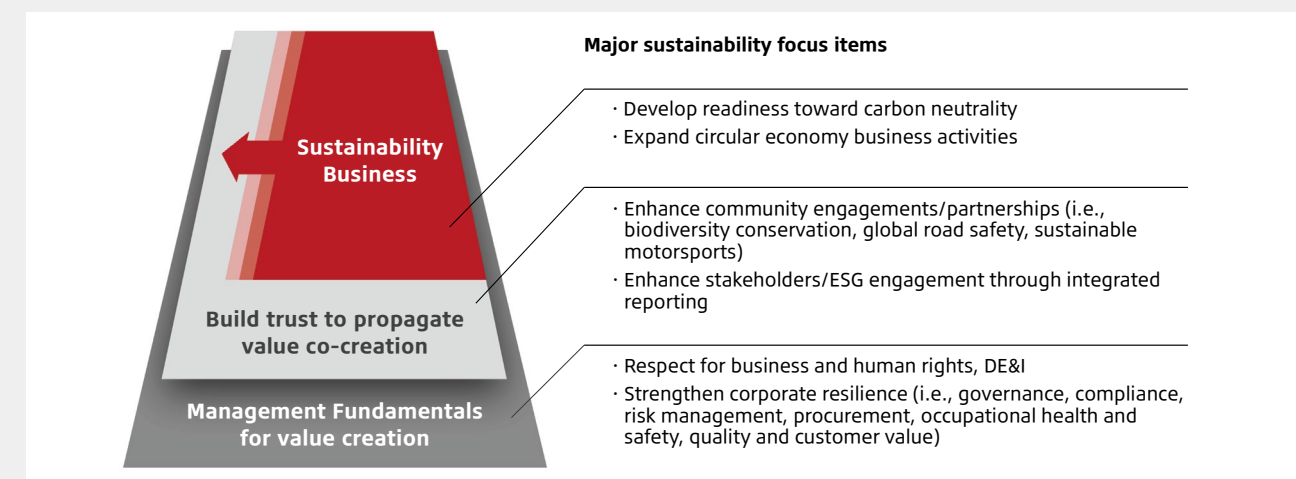 Major sustainability focus items
Sustainability
Business
· Develop readiness toward carbon neutrality
· Expand circular economy business activities
Build trust to propagate
value co-creation
· Enhance community engagements/partnerships (i.e.,
biodiversity conservation, global road safety, sustainable
motorsports)
· Enhance stakeholders/ESG engagement through integrated
reporting
Management Fundamentals
for value creation
· Respect for business and human rights, DE&I
· Strengthen corporate resilience (i.e., governance, compliance,
risk management, procurement, occupational health and
safety, quality and customer value)